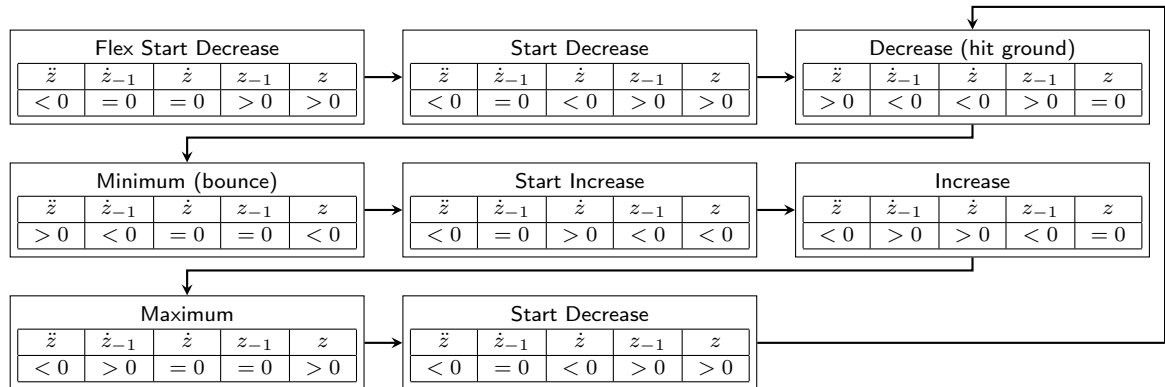 Flex Start Decrease
z̈ ż₋₁ ż z₋₁ z
< 0 = 0 = 0 > 0 > 0
Start Decrease
z̈ ż₋₁ ż z₋₁ z
< 0 = 0 < 0 > 0 > 0
Decrease (hit ground)
z̈ ż₋₁ ż z₋₁ z
> 0 < 0 < 0 > 0 = 0
Minimum (bounce)
z̈ ż₋₁ ż z₋₁ z
> 0 < 0 = 0 = 0 < 0
Start Increase
z̈ ż₋₁ ż z₋₁ z
< 0 = 0 > 0 < 0 < 0
Increase
z̈ ż₋₁ ż z₋₁ z
< 0 > 0 > 0 < 0 = 0
Maximum
z̈ ż₋₁ ż z₋₁ z
< 0 > 0 = 0 = 0 > 0
Start Decrease
z̈ ż₋₁ ż z₋₁ z
< 0 = 0 < 0 > 0 > 0